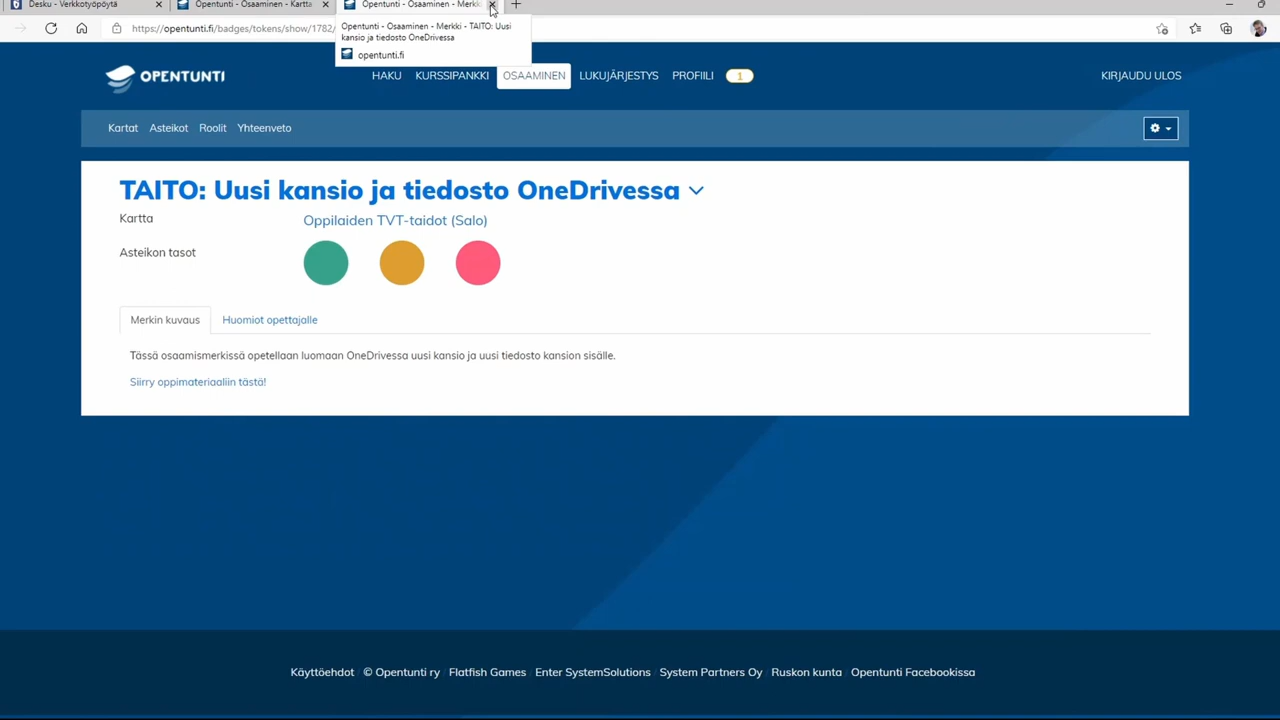 Desku - Verkkotyöpöytä
Opentunti - Osaaminen - Kartta
Opentunti - Osaaminen - Merkk
https://opentunti.fi/badges/tokens/show/1782/
Opentunti - Osaaminen - Merkki - TAITO: Uusi
kansio ja tiedosto OneDrivessa
opentunti.fi
OPENTUNTI
HAKU KURSSIPANKKI OSAAMINEN LUKUJÄRJESTYS PROFIILI 1 KIRJAUDU ULOS
Kartat Asteikot Roolit Yhteenveto
TAITO: Uusi kansio ja tiedosto OneDrivessa
Kartta Oppilaiden TVT-taidot (Salo)
Asteikon tasot
Merkin kuvaus Huomiot opettajalle
Tässä osaamismerkissä opetellaan luomaan OneDrivessa uusi kansio ja uusi tiedosto kansion sisälle.
Siirry oppimateriaaliin tästä!
Käyttöehdot © Opentunti ry Flatfish Games Enter SystemSolutions System Partners Oy Ruskon kunta Opentunti Facebookissa